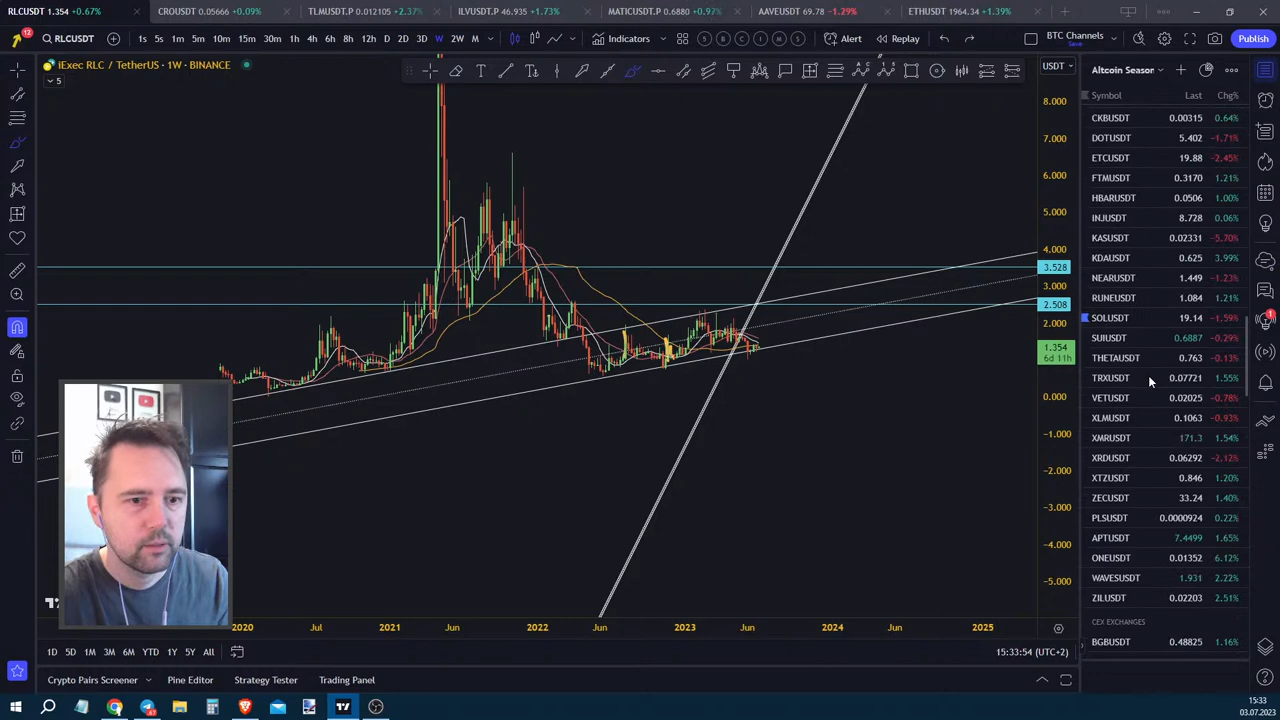 RLCUSDT 1.354 +0.67%
CROUSDT 0.05666 +0.09%
TLMUSDT.P 0.012105 +2.37%
ILVUSDT.P 46.935 +1.73%
MATICUSDT.P 0.6880 +0.97%
AAVEUSDT 69.78 −1.29%
ETHUSDT 1964.34 +1.39%
12
RLCUSDT
1s 5s 1m 5m 10m 15m 30m 1h 4h 6h 8h 12h D 2D 3D W 2W M
Indicators
S B C I M S
Alert
Replay
BTC Channels
Save
Publish
iExec RLC / TetherUS · 1W · BINANCE
5
USDT
8.000
7.000
6.000
5.000
4.000
3.528
3.000
2.508
2.000
1.354
6d 11h
0.000
−1.000
−2.000
−3.000
−4.000
−5.000
2020 Jul 2021 Jun 2022 Jun 2023 Jun 2024 Jun 2025
1D 5D 1M 3M 6M YTD 1Y 5Y All
15:33:54 (UTC+2)
Crypto Pairs Screener
Pine Editor
Strategy Tester
Trading Panel
Altcoin Season
Symbol Last Chg%
CKBUSDT 0.00315 0.64%
DOTUSDT 5.402 −1.71%
ETCUSDT 19.88 −2.45%
FTMUSDT 0.3170 1.21%
HBARUSDT 0.0506 1.00%
INJUSDT 8.728 0.06%
KASUSDT 0.02331 −5.70%
KDAUSDT 0.625 3.99%
NEARUSDT 1.449 −1.23%
RUNEUSDT 1.084 1.21%
SOLUSDT 19.14 −1.59%
SUIUSDT 0.6887 −0.29%
THETAUSDT 0.763 −0.13%
TRXUSDT 0.07721 1.55%
VETUSDT 0.02025 −0.78%
XLMUSDT 0.1063 −0.93%
XMRUSDT 171.3 1.54%
XRDUSDT 0.06292 −2.12%
XTZUSDT 0.846 1.20%
ZECUSDT 33.24 1.40%
PLSUSDT 0.0000924 0.22%
APTUSDT 7.4499 1.65%
ONEUSDT 0.01352 6.12%
WAVESUSDT 1.931 2.22%
ZILUSDT 0.02203 2.51%
CEX EXCHANGES
BGBUSDT 0.48825 1.16%
1
15:33
03.07.2023